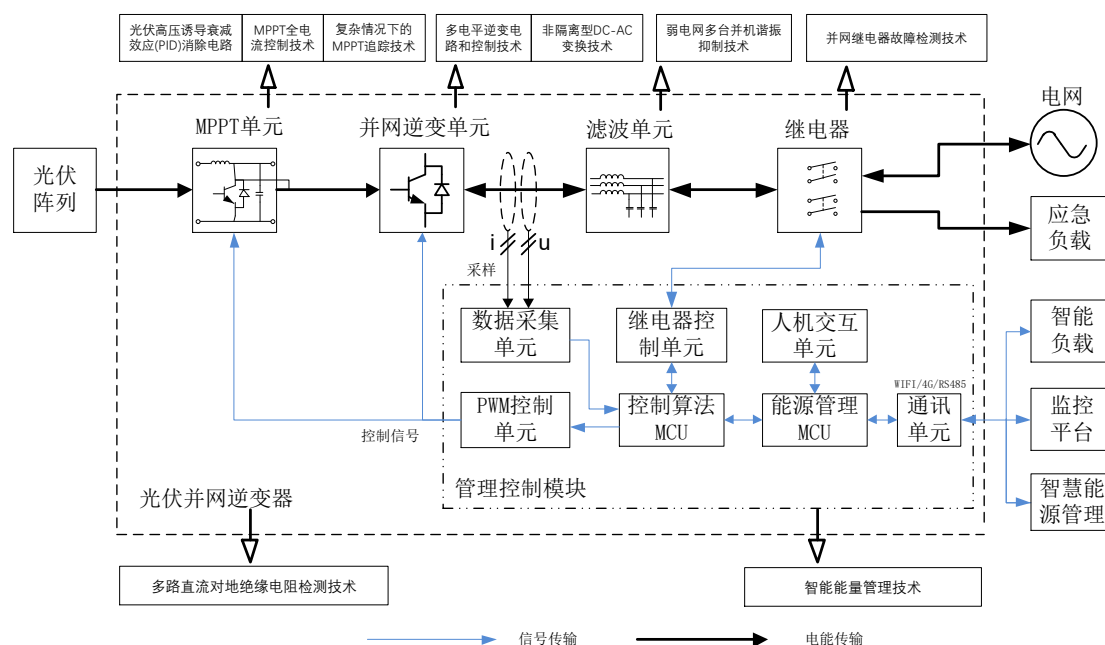 光伏高压诱导衰减
效应(PID)消除电路
MPPT全电
流控制技术
复杂情况下的
MPPT追踪技术
多电平逆变电
路和控制技术
非隔离型DC-AC
变换技术
弱电网多台并机谐振
抑制技术
并网继电器故障检测技术
MPPT单元
并网逆变单元
滤波单元
继电器
电网
光伏
阵列
应急
负载
i
u
采样
数据采集
单元
继电器控
制单元
人机交互
单元
智能
负载
WIFI/4G/RS485
PWM控制
单元
控制算法
MCU
能源管理
MCU
通讯
单元
监控
平台
控制信号
管理控制模块
光伏并网逆变器
智慧能
源管理
多路直流对地绝缘电阻检测技术
智能能量管理技术
信号传输
电能传输